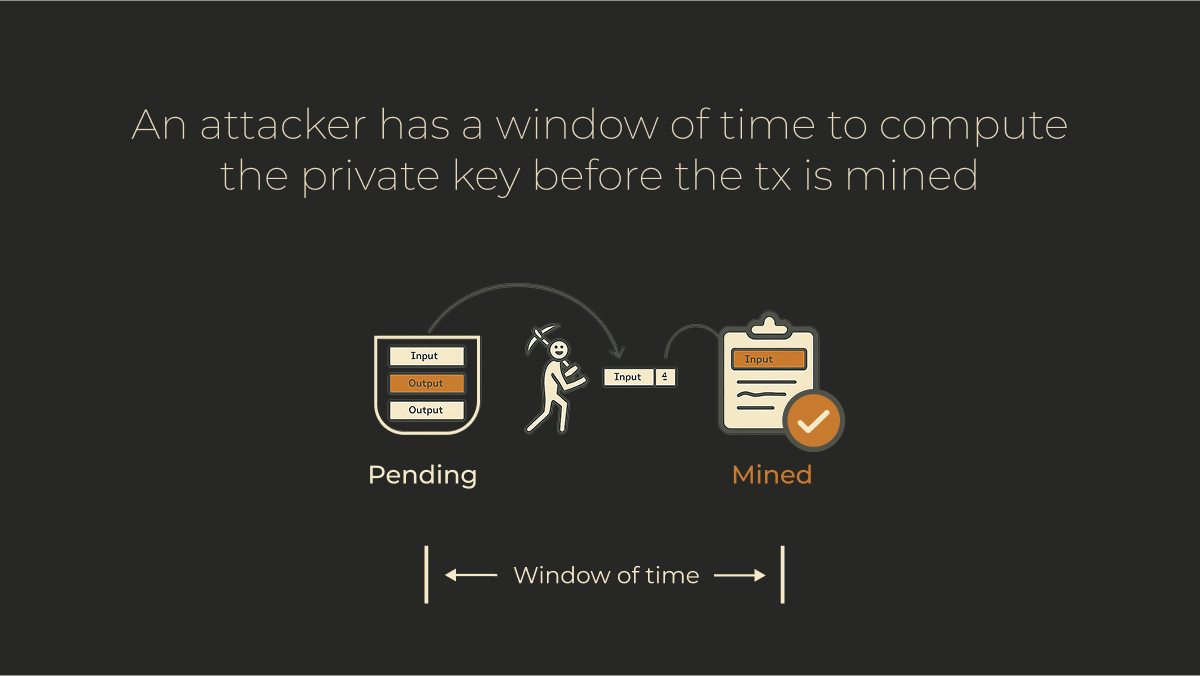 An attacker has a window of time to compute
the private key before the tx is mined
Input
Output
Output
Input
Input
Pending
Mined
Window of time